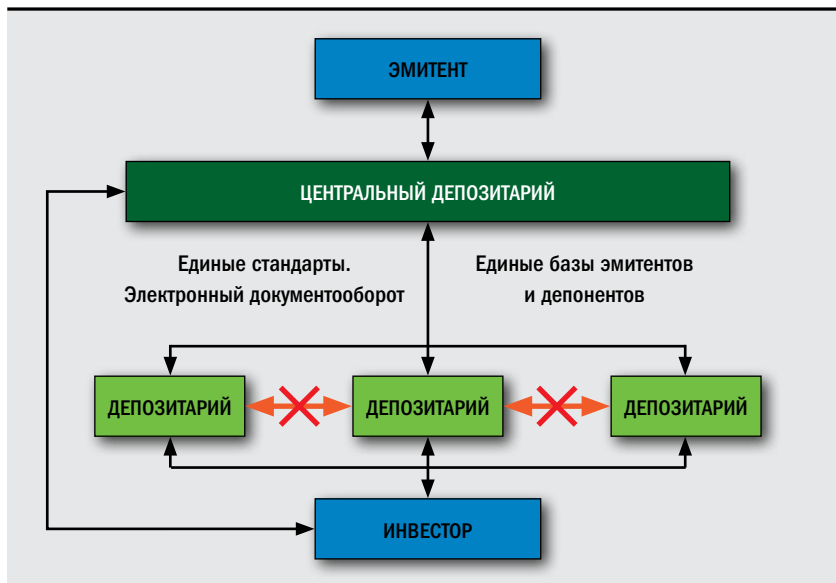 ЭМИТЕНТ
ЦЕНТРАЛЬНЫЙ ДЕПОЗИТАРИЙ
Единые стандарты.
Электронный документооборот
Единые базы эмитентов
и депонентов
ДЕПОЗИТАРИЙ
ДЕПОЗИТАРИЙ
ДЕПОЗИТАРИЙ
ИНВЕСТОР